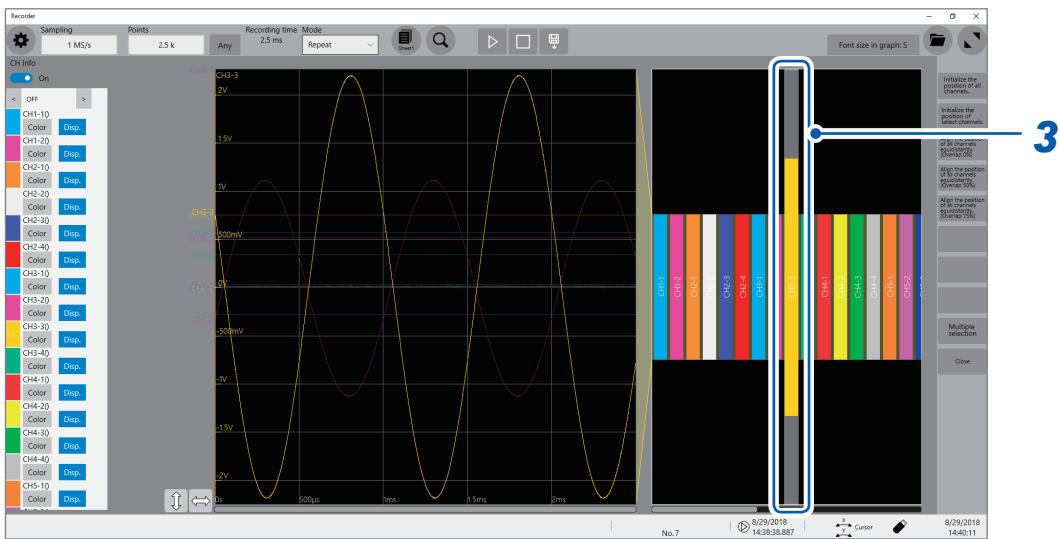 Recorder
Sampling
Points
Recording time
Mode
1 MS/s
2.5 k
Any
2.5 ms
Repeat
Sheet1
Font size in graph: S
CH Info
On
OFF
CH1-1()
Color
Disp.
CH1-2()
Color
Disp.
CH2-1()
Color
Disp.
CH2-2()
Color
Disp.
CH2-3()
Color
Disp.
CH2-4()
Color
Disp.
CH3-1()
Color
Disp.
CH3-2()
Color
Disp.
CH3-3()
Color
Disp.
CH3-4()
Color
Disp.
CH4-1()
Color
Disp.
CH4-2()
Color
Disp.
CH4-3()
Color
Disp.
CH4-4()
Color
Disp.
CH5-1()
Color
Disp.
CH3-3
2V
1.5V
1V
CH3-3
500mV
0V
-500mV
-1V
-1.5V
-2V
0s
500μs
1ms
1.5ms
2ms
CH1-1
CH1-2
CH2-1
CH2-3
CH2-4
CH3-1
CH3-3
CH4-1
CH4-2
CH4-3
CH4-4
CH5-1
CH5-2
Initialize the
position of all
channels.
Initialize the
position of
select channels.
Align the position
of all channels
equidistantly.
(Overlap 0%)
Align the position
of all channels
equidistantly.
(Overlap 50%)
Align the position
of all channels
equidistantly.
(Overlap 75%)
Multiple
selection
Close
3
No. 7
8/29/2018
14:38:38.887
X
Y
Cursor
8/29/2018
14:40:11